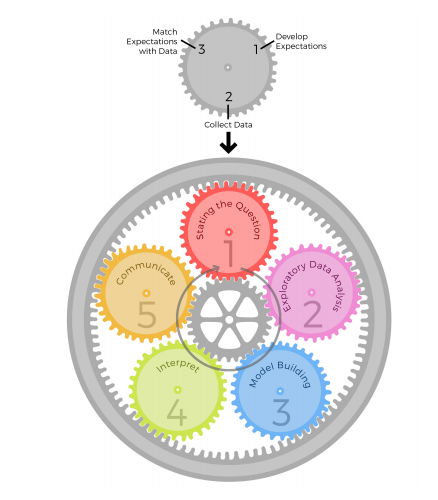 Match
Expectations
with Data
3
1
Develop
Expectations
2
Collect Data
Stating the Question
1
Exploratory Data Analysis
2
Model Building
3
Interpret
4
Communicate
5